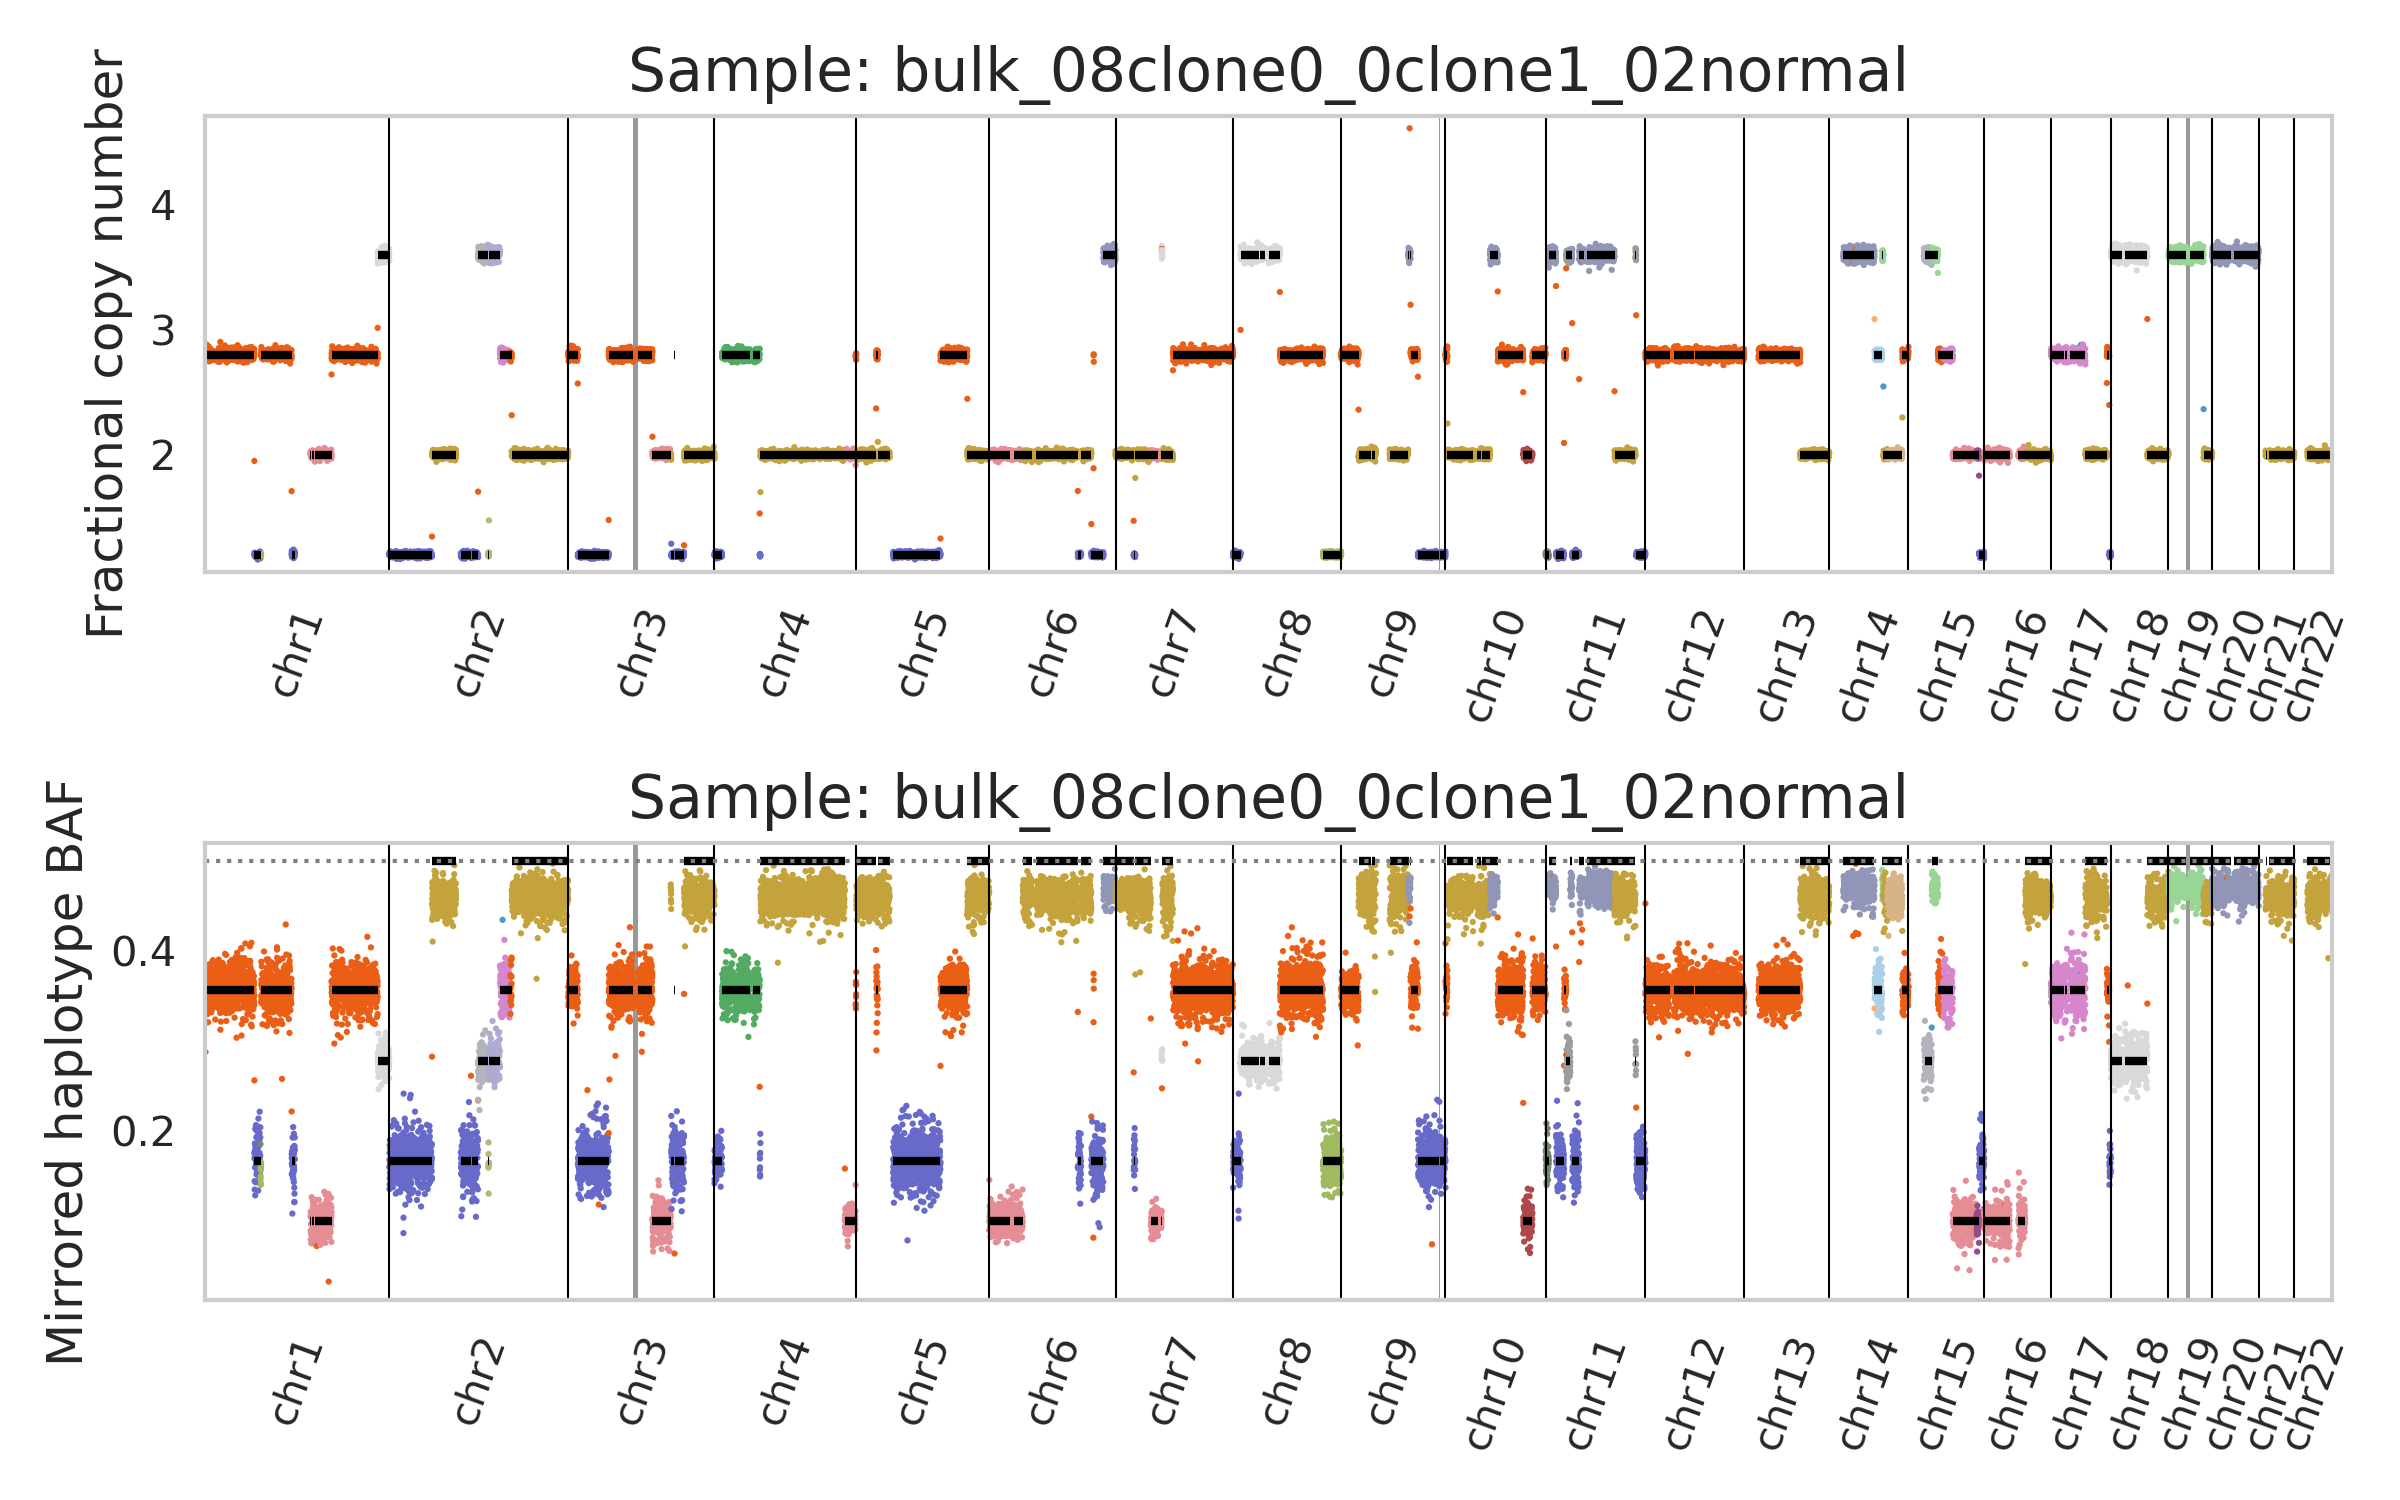 Sample: bulk_08clone0_0clone1_02normal
Fractional copy number
4
3
2
chr1
chr2
chr3
chr4
chr5
chr6
chr7
chr8
chr9
chr10
chr11
chr12
chr13
chr14
chr15
chr16
chr17
chr18
chr19
chr20
chr21
chr22
Sample: bulk_08clone0_0clone1_02normal
Mirrored haplotype BAF
0.4
0.2
chr1
chr2
chr3
chr4
chr5
chr6
chr7
chr8
chr9
chr10
chr11
chr12
chr13
chr14
chr15
chr16
chr17
chr18
chr19
chr20
chr21
chr22